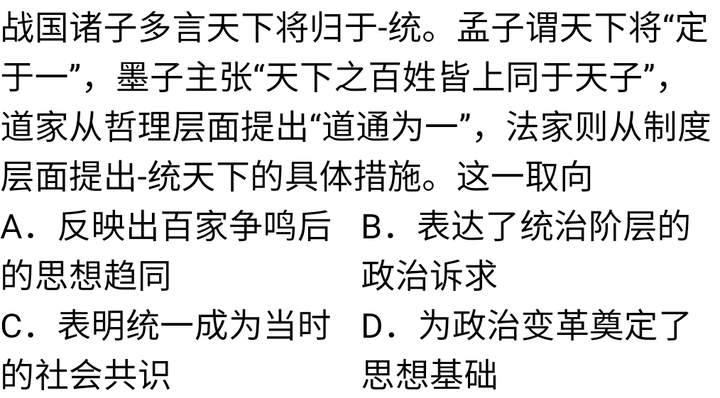 战国诸子多言天下将归于-统。孟子谓天下将“定
于一”，墨子主张“天下之百姓皆上同于天子”，
道家从哲理层面提出“道通为一”，法家则从制度
层面提出-统天下的具体措施。这一取向
A．反映出百家争鸣后的思想趋同
B．表达了统治阶层的政治诉求
C．表明统一成为当时的社会共识
D．为政治变革奠定了思想基础